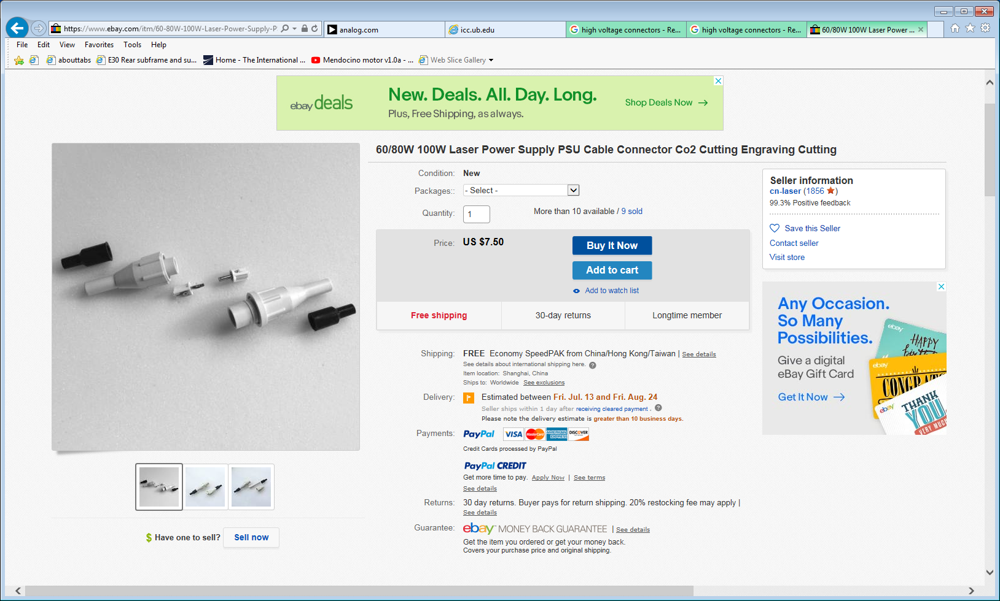 https://www.ebay.com/itm/60-80W-100W-Laser-Power-Supply-P
analog.com
icc.ub.edu
high voltage connectors - Re...
high voltage connectors - Re...
60/80W 100W Laser Power ...
File Edit View Favorites Tools Help
abouttabs
E30 Rear subframe and su...
Home - The International ...
Mendocino motor v1.0a - ...
Web Slice Gallery
ebay deals
New. Deals. All. Day. Long.
Plus, Free Shipping, as always.
Shop Deals Now →
60/80W 100W Laser Power Supply PSU Cable Connector Co2 Cutting Engraving Cutting
Condition: New
Packages:: - Select -
Quantity: 1
More than 10 available / 9 sold
Price: US $7.50
Buy It Now
Add to cart
Add to watch list
Free shipping
30-day returns
Longtime member
Shipping: FREE Economy SpeedPAK from China/Hong Kong/Taiwan | See details
See details about international shipping here. ?
Item location: Shanghai, China
Ships to: Worldwide See exclusions
Delivery: Estimated between Fri. Jul. 13 and Fri. Aug. 24
Seller ships within 1 day after receiving cleared payment . ?
Please note the delivery estimate is greater than 10 business days.
Payments: PayPal VISA MasterCard AMERICAN EXPRESS DISCOVER
Credit Cards processed by PayPal
PayPal CREDIT
Get more time to pay. Apply Now | See terms
See details
Returns: 30 day returns. Buyer pays for return shipping. 20% restocking fee may apply |
See details
Guarantee: ebay MONEY BACK GUARANTEE | See details
Get the item you ordered or get your money back.
Covers your purchase price and original shipping.
$ Have one to sell? Sell now
Seller information
cn-laser (1856 ★)
99.3% Positive feedback
Save this Seller
Contact seller
Visit store
Any Occasion.
So Many
Possibilities.
Give a digital
eBay Gift Card
Get It Now →
ebay
HAPPY
ebay
ebay
THANK
YOU
VERY MUCH